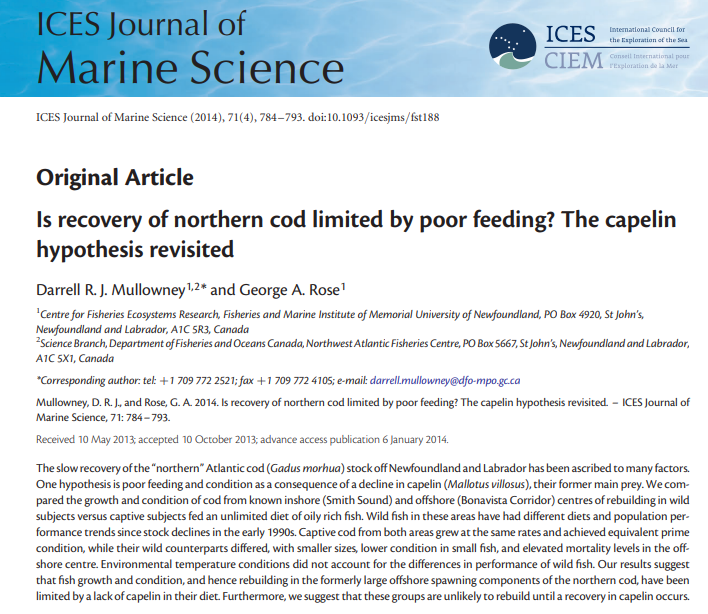 ICES Journal of
Marine Science
ICES
CIEM
International Council for
the Exploration of the Sea
Conseil International pour
l'Exploration de la Mer
ICES Journal of Marine Science (2014), 71(4), 784–793. doi:10.1093/icesjms/fst188
Original Article
Is recovery of northern cod limited by poor feeding? The capelin
hypothesis revisited
Darrell R. J. Mullowney1,2* and George A. Rose1
1Centre for Fisheries Ecosystems Research, Fisheries and Marine Institute of Memorial University of Newfoundland, PO Box 4920, St John's,
Newfoundland and Labrador, A1C 5R3, Canada
2Science Branch, Department of Fisheries and Oceans Canada, Northwest Atlantic Fisheries Centre, PO Box 5667, St John's, Newfoundland and Labrador,
A1C 5X1, Canada
*Corresponding author: tel: +1 709 772 2521; fax +1 709 772 4105; e-mail: darrell.mullowney@dfo-mpo.gc.ca
Mullowney, D. R. J., and Rose, G. A. 2014. Is recovery of northern cod limited by poor feeding? The capelin hypothesis revisited. – ICES Journal of
Marine Science, 71: 784–793.
Received 10 May 2013; accepted 10 October 2013; advance access publication 6 January 2014.
The slow recovery of the "northern" Atlantic cod (Gadus morhua) stock off Newfoundland and Labrador has been ascribed to many factors.
One hypothesis is poor feeding and condition as a consequence of a decline in capelin (Mallotus villosus), their former main prey. We com-
pared the growth and condition of cod from known inshore (Smith Sound) and offshore (Bonavista Corridor) centres of rebuilding in wild
subjects versus captive subjects fed an unlimited diet of oily rich fish. Wild fish in these areas have had different diets and population per-
formance trends since stock declines in the early 1990s. Captive cod from both areas grew at the same rates and achieved equivalent prime
condition, while their wild counterparts differed, with smaller sizes, lower condition in small fish, and elevated mortality levels in the off-
shore centre. Environmental temperature conditions did not account for the differences in performance of wild fish. Our results suggest
that fish growth and condition, and hence rebuilding in the formerly large offshore spawning components of the northern cod, have been
limited by a lack of capelin in their diet. Furthermore, we suggest that these groups are unlikely to rebuild until a recovery in capelin occurs.